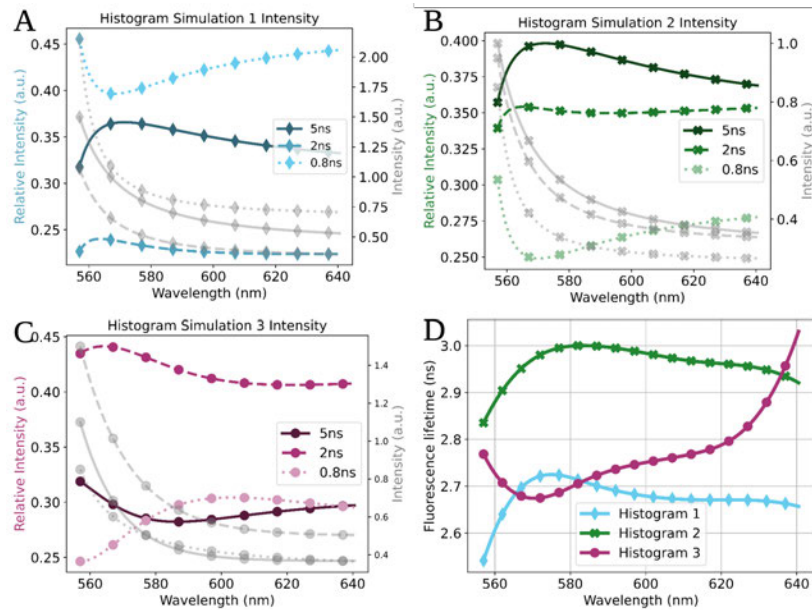 A
Histogram Simulation 1 Intensity
Relative Intensity (a.u.)
0.45
0.40
0.35
0.30
0.25
5ns
2ns
0.8ns
2.00
1.75
1.50
1.25
1.00
0.75
0.50
Intensity (a.u.)
560 580 600 620 640
Wavelength (nm)
B
Histogram Simulation 2 Intensity
Relative Intensity (a.u.)
0.400
0.375
0.350
0.325
0.300
0.275
0.250
5ns
2ns
0.8ns
1.0
0.8
0.6
0.4
Intensity (a.u.)
560 580 600 620 640
Wavelength (nm)
C
Histogram Simulation 3 Intensity
Relative Intensity (a.u.)
0.45
0.40
0.35
0.30
0.25
5ns
2ns
0.8ns
1.5
1.3
1.0
0.8
0.6
0.4
Intensity (a.u.)
560 580 600 620 640
Wavelength (nm)
D
Fluorescence lifetime (ns)
3.0
2.9
2.8
2.7
2.6
Histogram 1
Histogram 2
Histogram 3
560 580 600 620 640
Wavelength (nm)